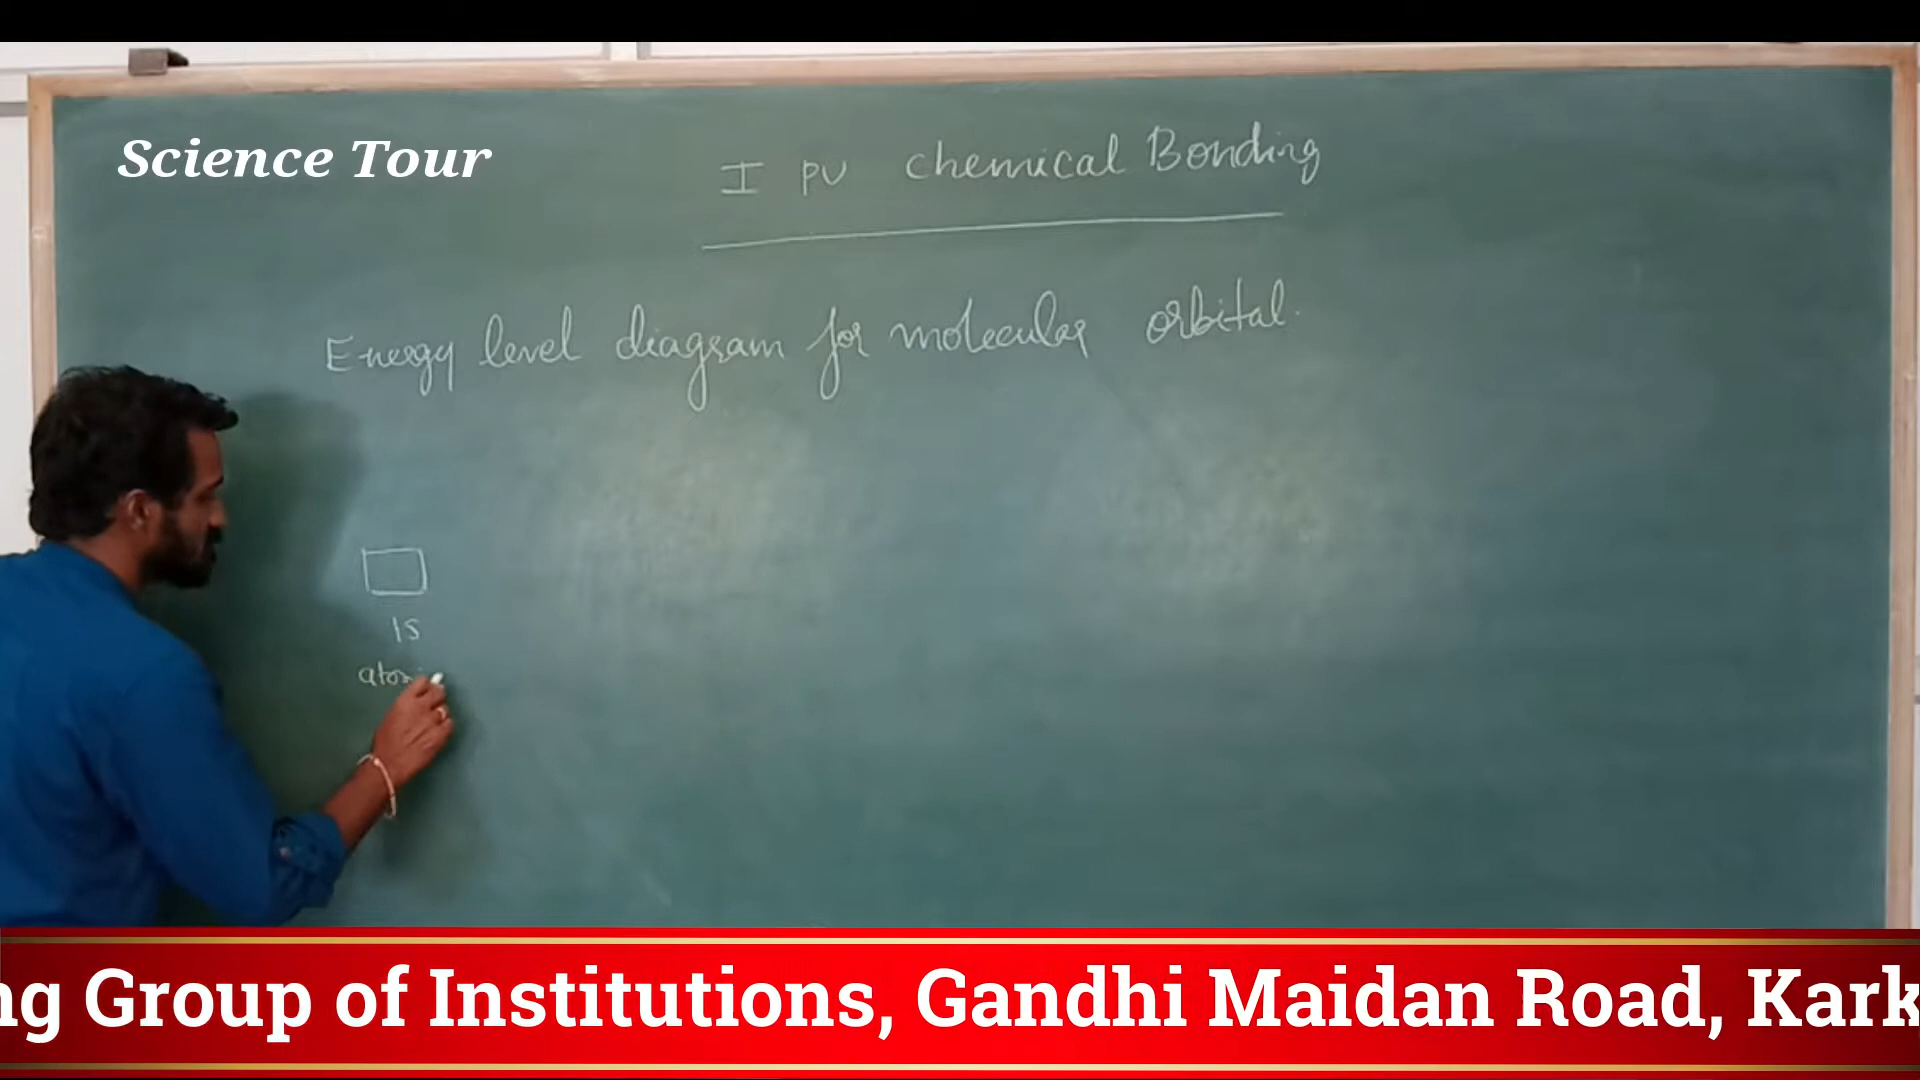 Science Tour
I PU Chemical Bonding
Energy level diagram for molecular orbital.
1s
ng Group of Institutions, Gandhi Maidan Road, Kark